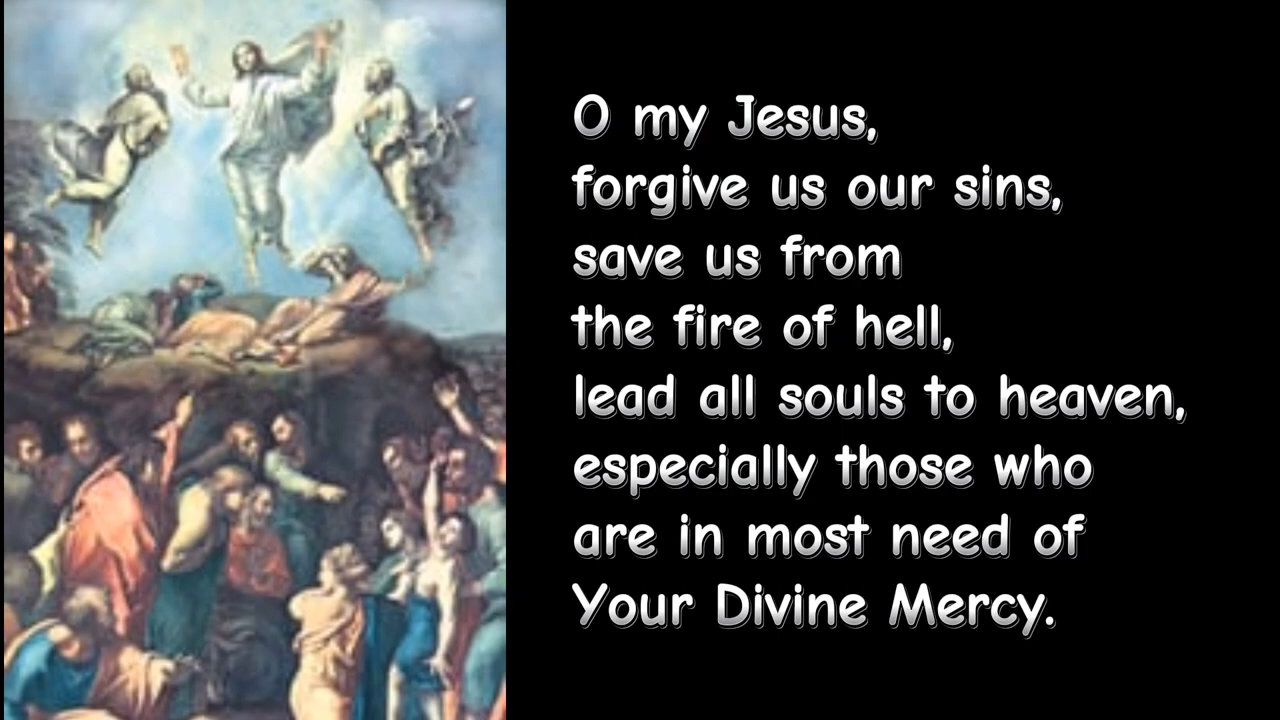 O my Jesus,
forgive us our sins,
save us from
the fire of hell,
lead all souls to heaven,
especially those who
are in most need of
Your Divine Mercy.